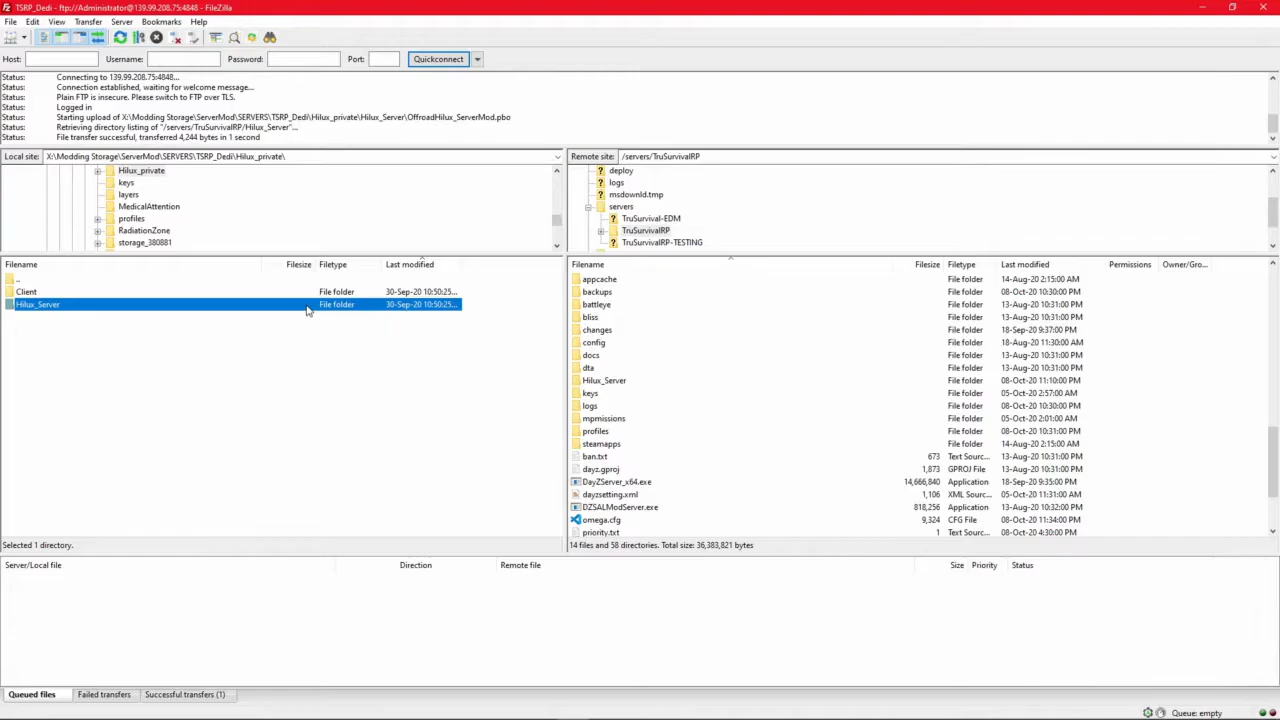 TSRP_Dedi - ftp://Administrator@139.99.208.75:4848 - FileZilla
File Edit View Transfer Server Bookmarks Help
Host: Username: Password: Port: Quickconnect
Status: Connecting to 139.99.208.75:4848...
Status: Connection established, waiting for welcome message...
Status: Plain FTP is insecure. Please switch to FTP over TLS.
Status: Logged in
Status: Starting upload of X:\Modding Storage\ServerMod\SERVERS\TSRP_Dedi\Hilux_private\Hilux_Server\OffroadHilux_ServerMod.pbo
Status: Retrieving directory listing of "/servers/TruSurvivalRP/Hilux_Server"...
Status: File transfer successful, transferred 4,244 bytes in 1 second
Local site: X:\Modding Storage\ServerMod\SERVERS\TSRP_Dedi\Hilux_private\
Hilux_private
keys
layers
MedicalAttention
profiles
RadiationZone
storage_380881
Filename Filesize Filetype Last modified
..
Client File folder 30-Sep-20 10:50:25...
Hilux_Server File folder 30-Sep-20 10:50:25...
Selected 1 directory.
Remote site: /servers/TruSurvivalRP
deploy
logs
msdownld.tmp
servers
TruSurvival-EDM
TruSurvivalRP
TruSurvivalRP-TESTING
Filename Filesize Filetype Last modified Permissions Owner/Gro...
appcache File folder 14-Aug-20 2:15:00 AM
backups File folder 08-Oct-20 10:30:00 PM
battleye File folder 13-Aug-20 10:31:00 PM
bliss File folder 13-Aug-20 10:31:00 PM
changes File folder 18-Sep-20 9:37:00 PM
config File folder 18-Aug-20 11:30:00 AM
docs File folder 13-Aug-20 10:31:00 PM
dta File folder 13-Aug-20 10:31:00 PM
Hilux_Server File folder 08-Oct-20 11:10:00 PM
keys File folder 05-Oct-20 2:57:00 AM
logs File folder 08-Oct-20 10:30:00 PM
mpmissions File folder 05-Oct-20 2:01:00 AM
profiles File folder 08-Oct-20 10:31:00 PM
steamapps File folder 14-Aug-20 2:15:00 AM
ban.txt 673 Text Sourc... 13-Aug-20 10:31:00 PM
dayz.gproj 1,873 GPROJ File 13-Aug-20 10:31:00 PM
DayZServer_x64.exe 14,666,840 Application 18-Sep-20 9:35:00 PM
dayzsetting.xml 1,106 XML Sourc... 05-Oct-20 11:31:00 AM
DZSALModServer.exe 818,256 Application 13-Aug-20 10:32:00 PM
omega.cfg 9,324 CFG File 08-Oct-20 11:34:00 PM
priority.txt 1 Text Sourc... 08-Oct-20 4:30:00 PM
14 files and 58 directories. Total size: 36,383,821 bytes
Server/Local file Direction Remote file Size Priority Status
Queued files Failed transfers Successful transfers (1)
Queue: empty